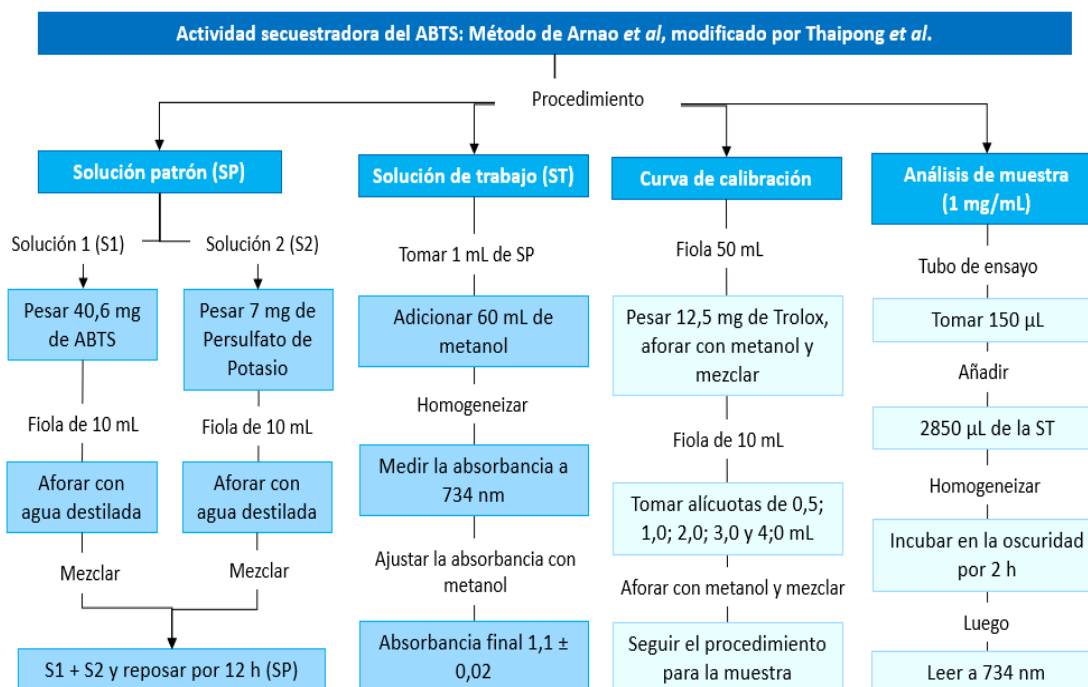 Actividad secuestradora del ABTS: Método de Arnao et al, modificado por Thaipong et al.
Procedimiento
Solución patrón (SP)
Solución 1 (S1)
Pesar 40,6 mg
de ABTS
Fiola de 10 mL
Aforar con
agua destilada
Mezclar
Solución 2 (S2)
Pesar 7 mg de
Persulfato de
Potasio
Fiola de 10 mL
Aforar con
agua destilada
Mezclar
S1 + S2 y reposar por 12 h (SP)
Solución de trabajo (ST)
Tomar 1 mL de SP
Adicionar 60 mL de
metanol
Homogeneizar
Medir la absorbancia a
734 nm
Ajustar la absorbancia con
metanol
Absorbancia final 1,1 ±
0,02
Curva de calibración
Fiola 50 mL
Pesar 12,5 mg de Trolox,
aforar con metanol y
mezclar
Fiola de 10 mL
Tomar alícuotas de 0,5;
1,0; 2,0; 3,0 y 4;0 mL
Aforar con metanol y mezclar
Seguir el procedimiento
para la muestra
Análisis de muestra
(1 mg/mL)
Tubo de ensayo
Tomar 150 µL
Añadir
2850 µL de la ST
Homogeneizar
Incubar en la oscuridad
por 2 h
Luego
Leer a 734 nm